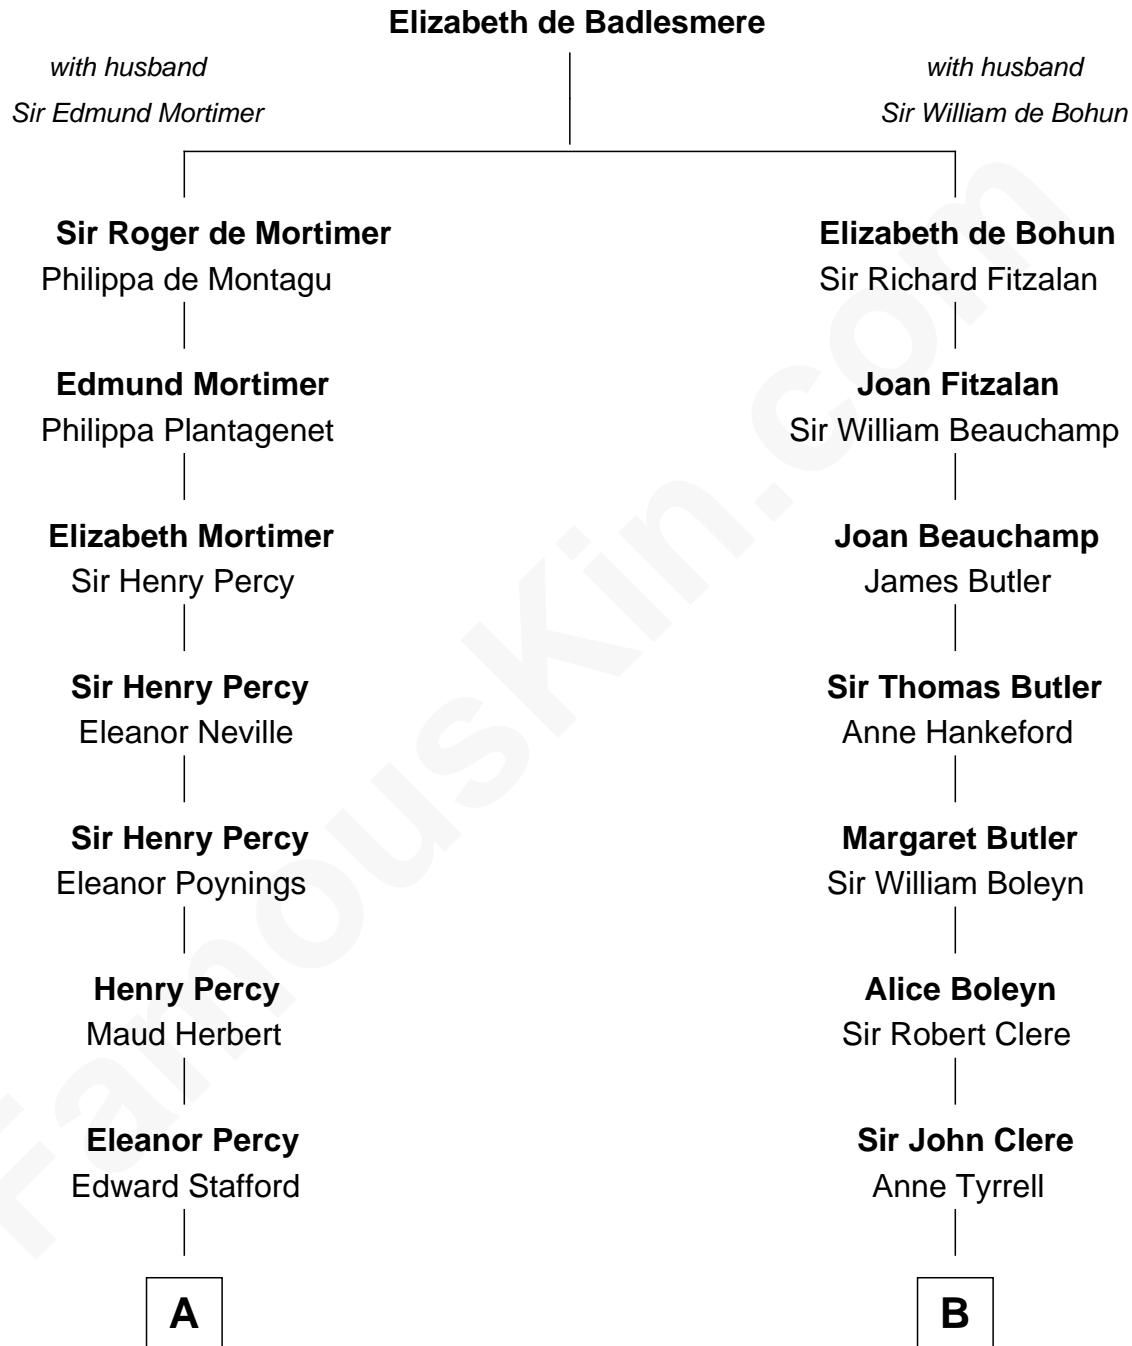 Elizabeth de Badlesmere
with husband
Sir Edmund Mortimer
with husband
Sir William de Bohun
Sir Roger de Mortimer
Philippa de Montagu
Elizabeth de Bohun
Sir Richard Fitzalan
Edmund Mortimer
Philippa Plantagenet
Joan Fitzalan
Sir William Beauchamp
Elizabeth Mortimer
Sir Henry Percy
Joan Beauchamp
James Butler
Sir Henry Percy
Eleanor Neville
Sir Thomas Butler
Anne Hankeford
Sir Henry Percy
Eleanor Poynings
Margaret Butler
Sir William Boleyn
Henry Percy
Maud Herbert
Alice Boleyn
Sir Robert Clere
Eleanor Percy
Edward Stafford
Sir John Clere
Anne Tyrrell
A
B
FamousKin.com